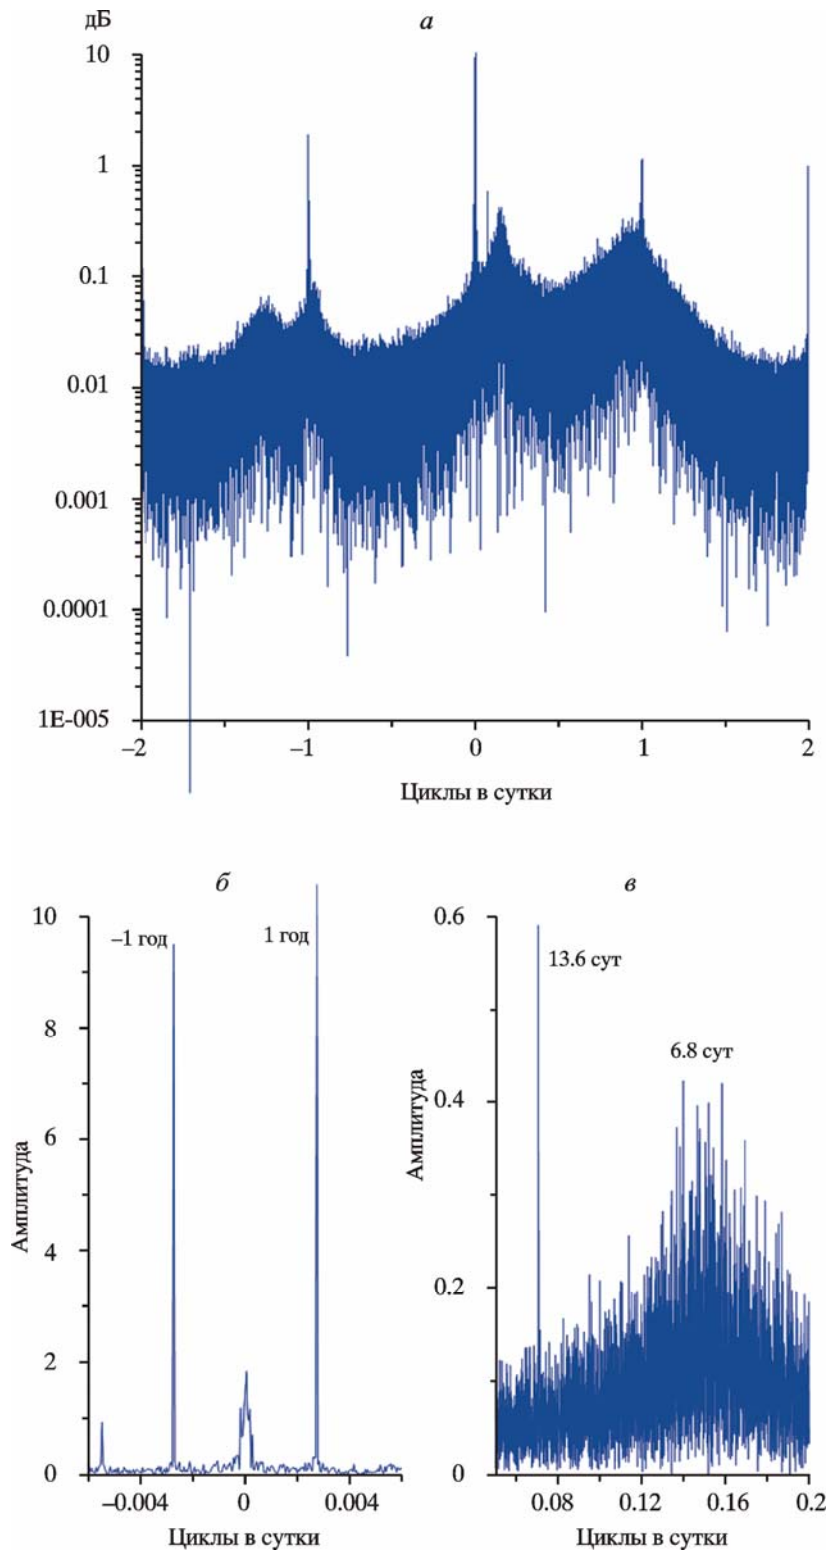 дБ
а
10
1
0.1
0.01
0.001
0.0001
1E-005
−2 −1 0 1 2
Циклы в сутки
б
10
8
6
4
2
0
−1 год
1 год
Амплитуда
−0.004 0 0.004
Циклы в сутки
в
0.6
0.4
0.2
0
13.6 сут
6.8 сут
Амплитуда
0.08 0.12 0.16 0.2
Циклы в сутки